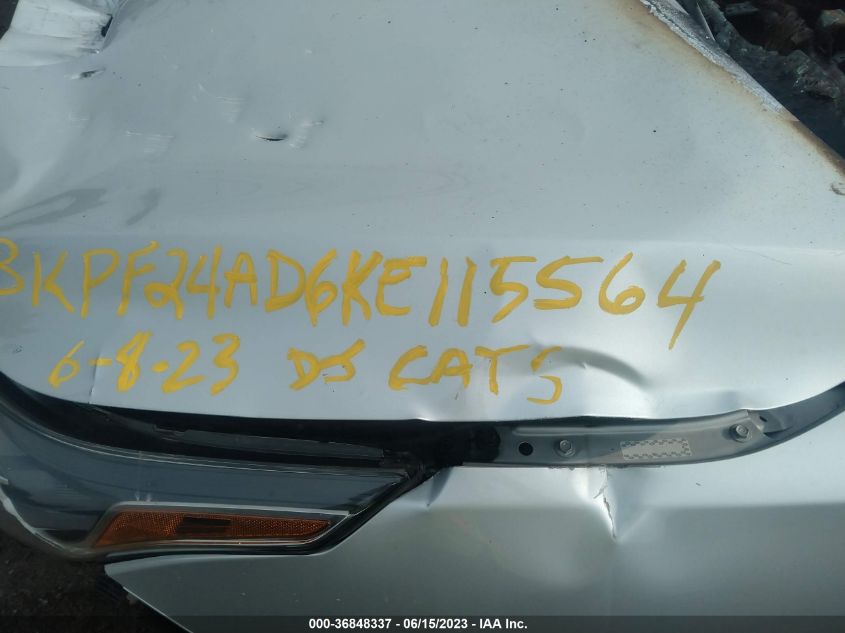 3KPF24AD6KE115564
6-8-23 DS CATS
000-36848337 - 06/15/2023 - IAA Inc.